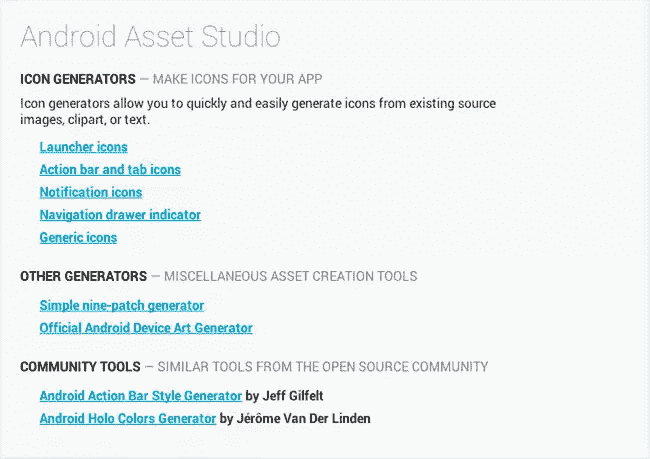 Android Asset Studio
ICON GENERATORS — MAKE ICONS FOR YOUR APP
Icon generators allow you to quickly and easily generate icons from existing source
images, clipart, or text.
Launcher icons
Action bar and tab icons
Notification icons
Navigation drawer indicator
Generic icons
OTHER GENERATORS — MISCELLANEOUS ASSET CREATION TOOLS
Simple nine-patch generator
Official Android Device Art Generator
COMMUNITY TOOLS — SIMILAR TOOLS FROM THE OPEN SOURCE COMMUNITY
Android Action Bar Style Generator by Jeff Gilfelt
Android Holo Colors Generator by Jérôme Van Der Linden